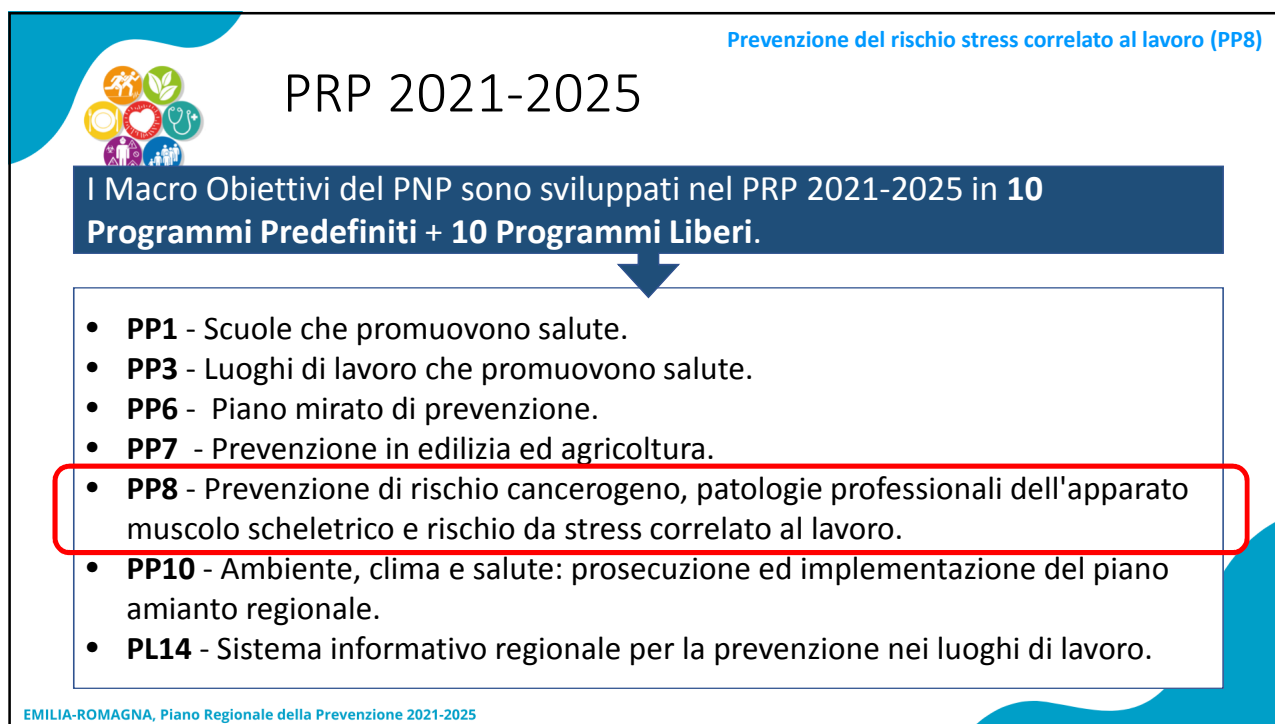 Prevenzione del rischio stress correlato al lavoro (PP8)
PRP 2021-2025
I Macro Obiettivi del PNP sono sviluppati nel PRP 2021-2025 in 10
Programmi Predefiniti + 10 Programmi Liberi.
• PP1 - Scuole che promuovono salute.
• PP3 - Luoghi di lavoro che promuovono salute.
• PP6 - Piano mirato di prevenzione.
• PP7 - Prevenzione in edilizia ed agricoltura.
• PP8 - Prevenzione di rischio cancerogeno, patologie professionali dell'apparato
muscolo scheletrico e rischio da stress correlato al lavoro.
• PP10 - Ambiente, clima e salute: prosecuzione ed implementazione del piano
amianto regionale.
• PL14 - Sistema informativo regionale per la prevenzione nei luoghi di lavoro.
EMILIA-ROMAGNA, Piano Regionale della Prevenzione 2021-2025